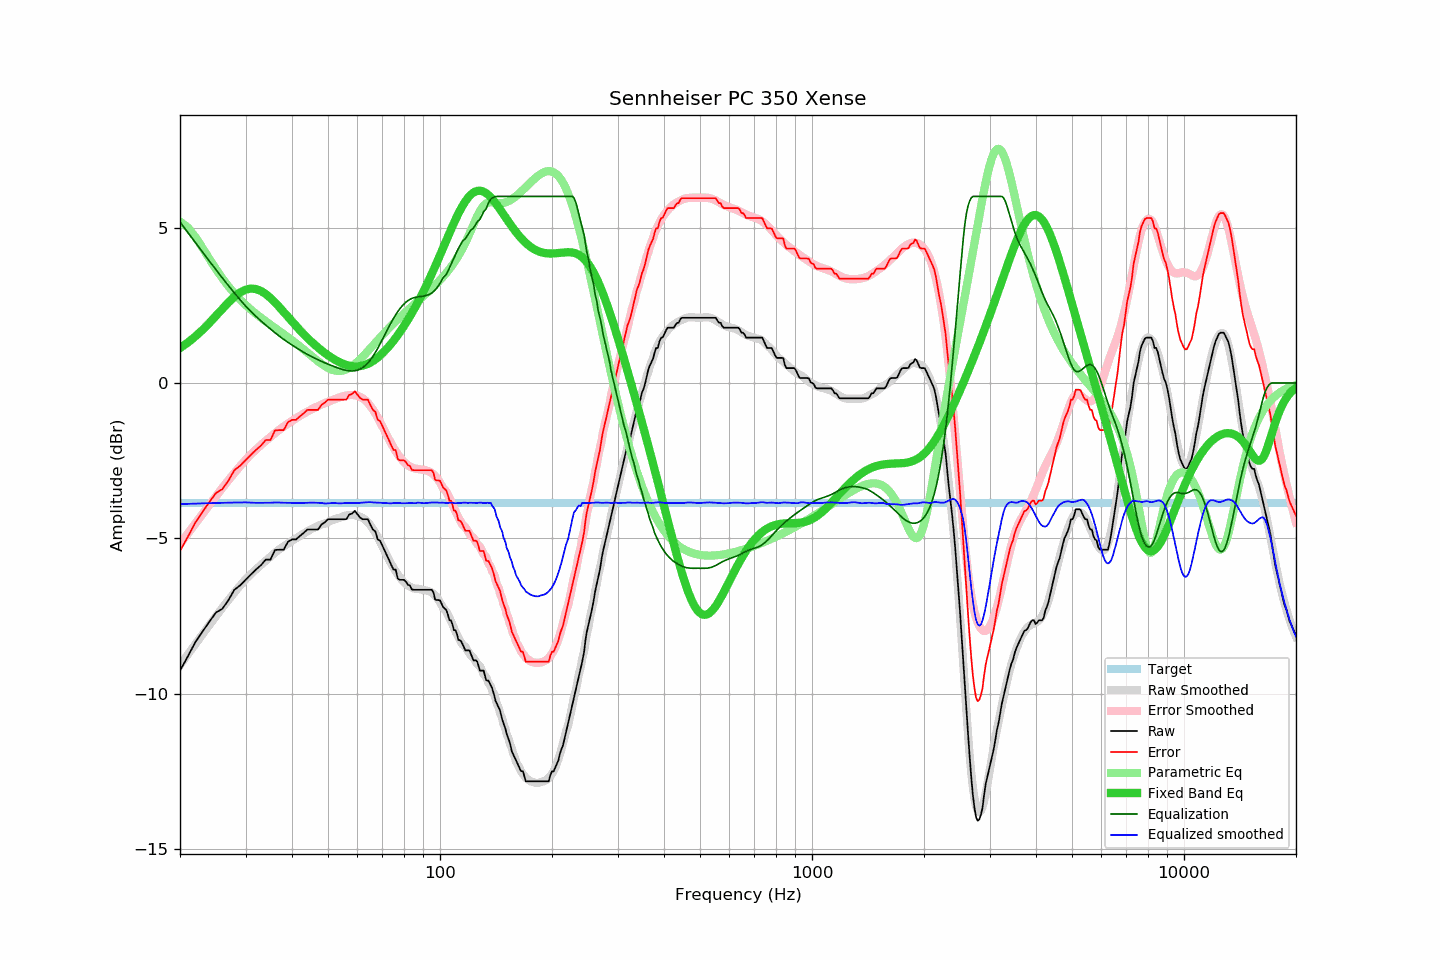 Sennheiser PC 350 Xense
Amplitude (dBr)
5
0
−5
−10
−15
100
1000
10000
Frequency (Hz)
Target
Raw Smoothed
Error Smoothed
Raw
Error
Parametric Eq
Fixed Band Eq
Equalization
Equalized smoothed